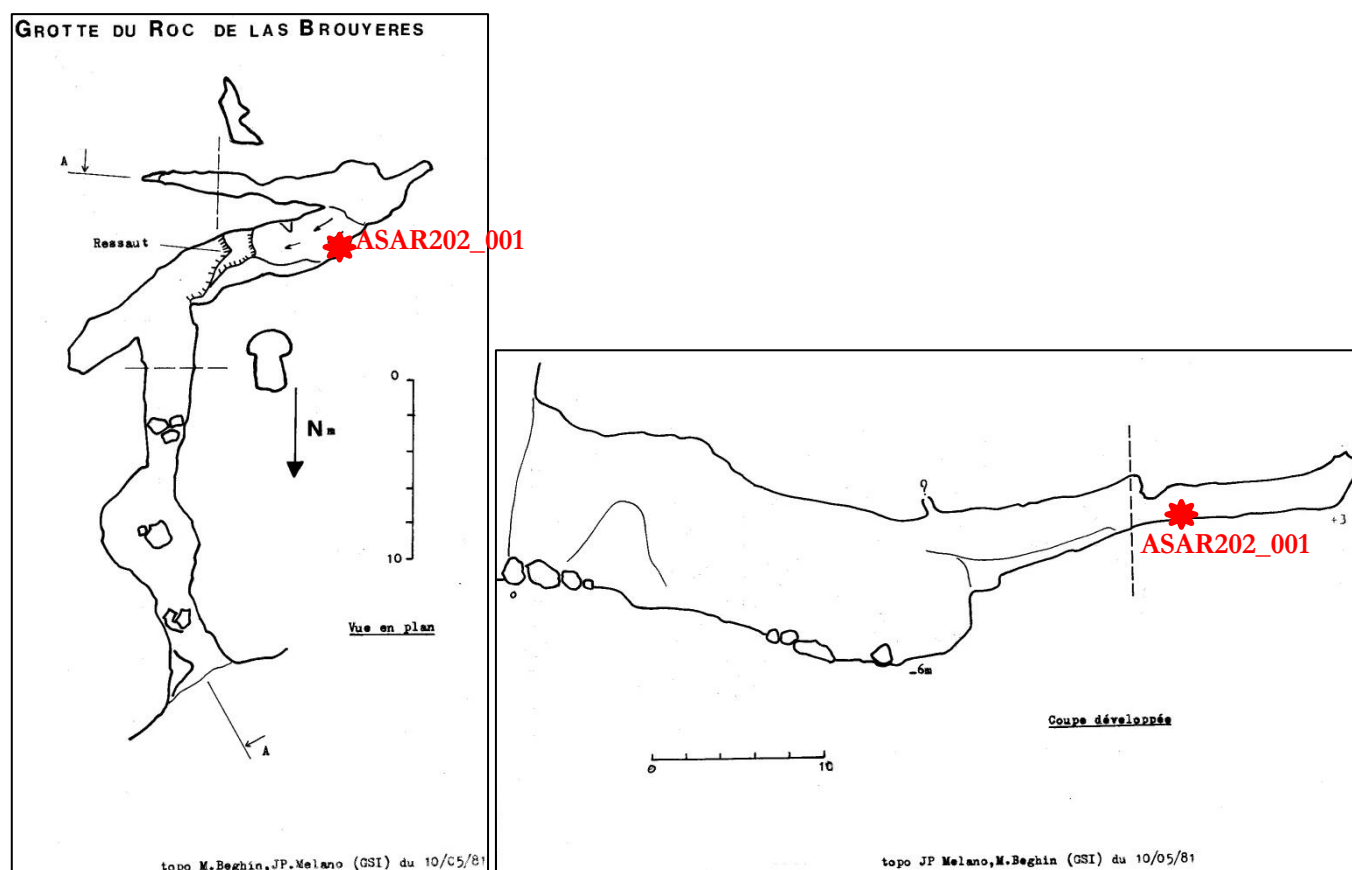 GROTTE DU ROC DE LAS BROUYERES
A
Ressaut
ASAR202_001
0
Nm
10
Vue en plan
A
topo M.Beghin,JP.Melano (GSI) du 10/05/81
?
ASAR202_001
+3
0
-6m
Coupe développée
0
10
topo JP Melano,M.Beghin (GSI) du 10/05/81